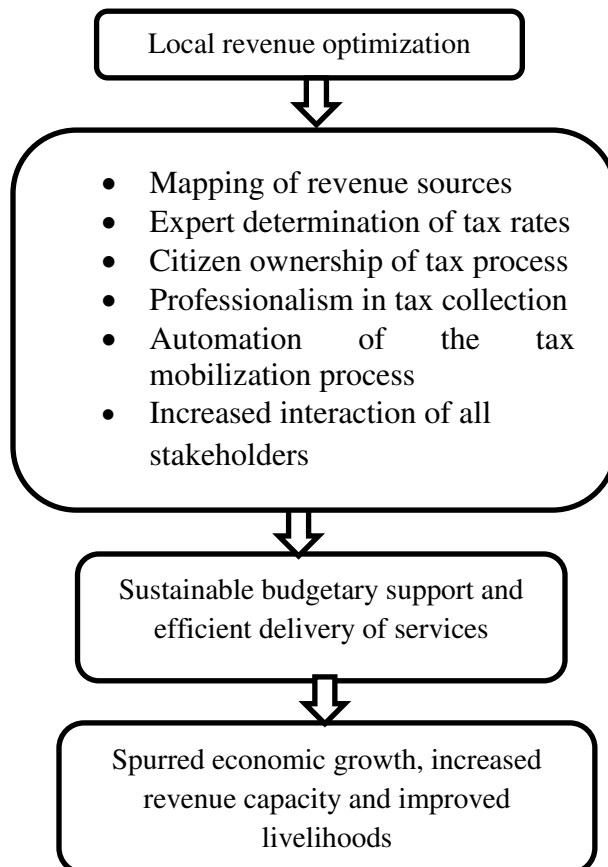 Local revenue optimization
• Mapping of revenue sources
• Expert determination of tax rates
• Citizen ownership of tax process
• Professionalism in tax collection
• Automation of the tax
mobilization process
• Increased interaction of all
stakeholders
Sustainable budgetary support and
efficient delivery of services
Spurred economic growth, increased
revenue capacity and improved
livelihoods